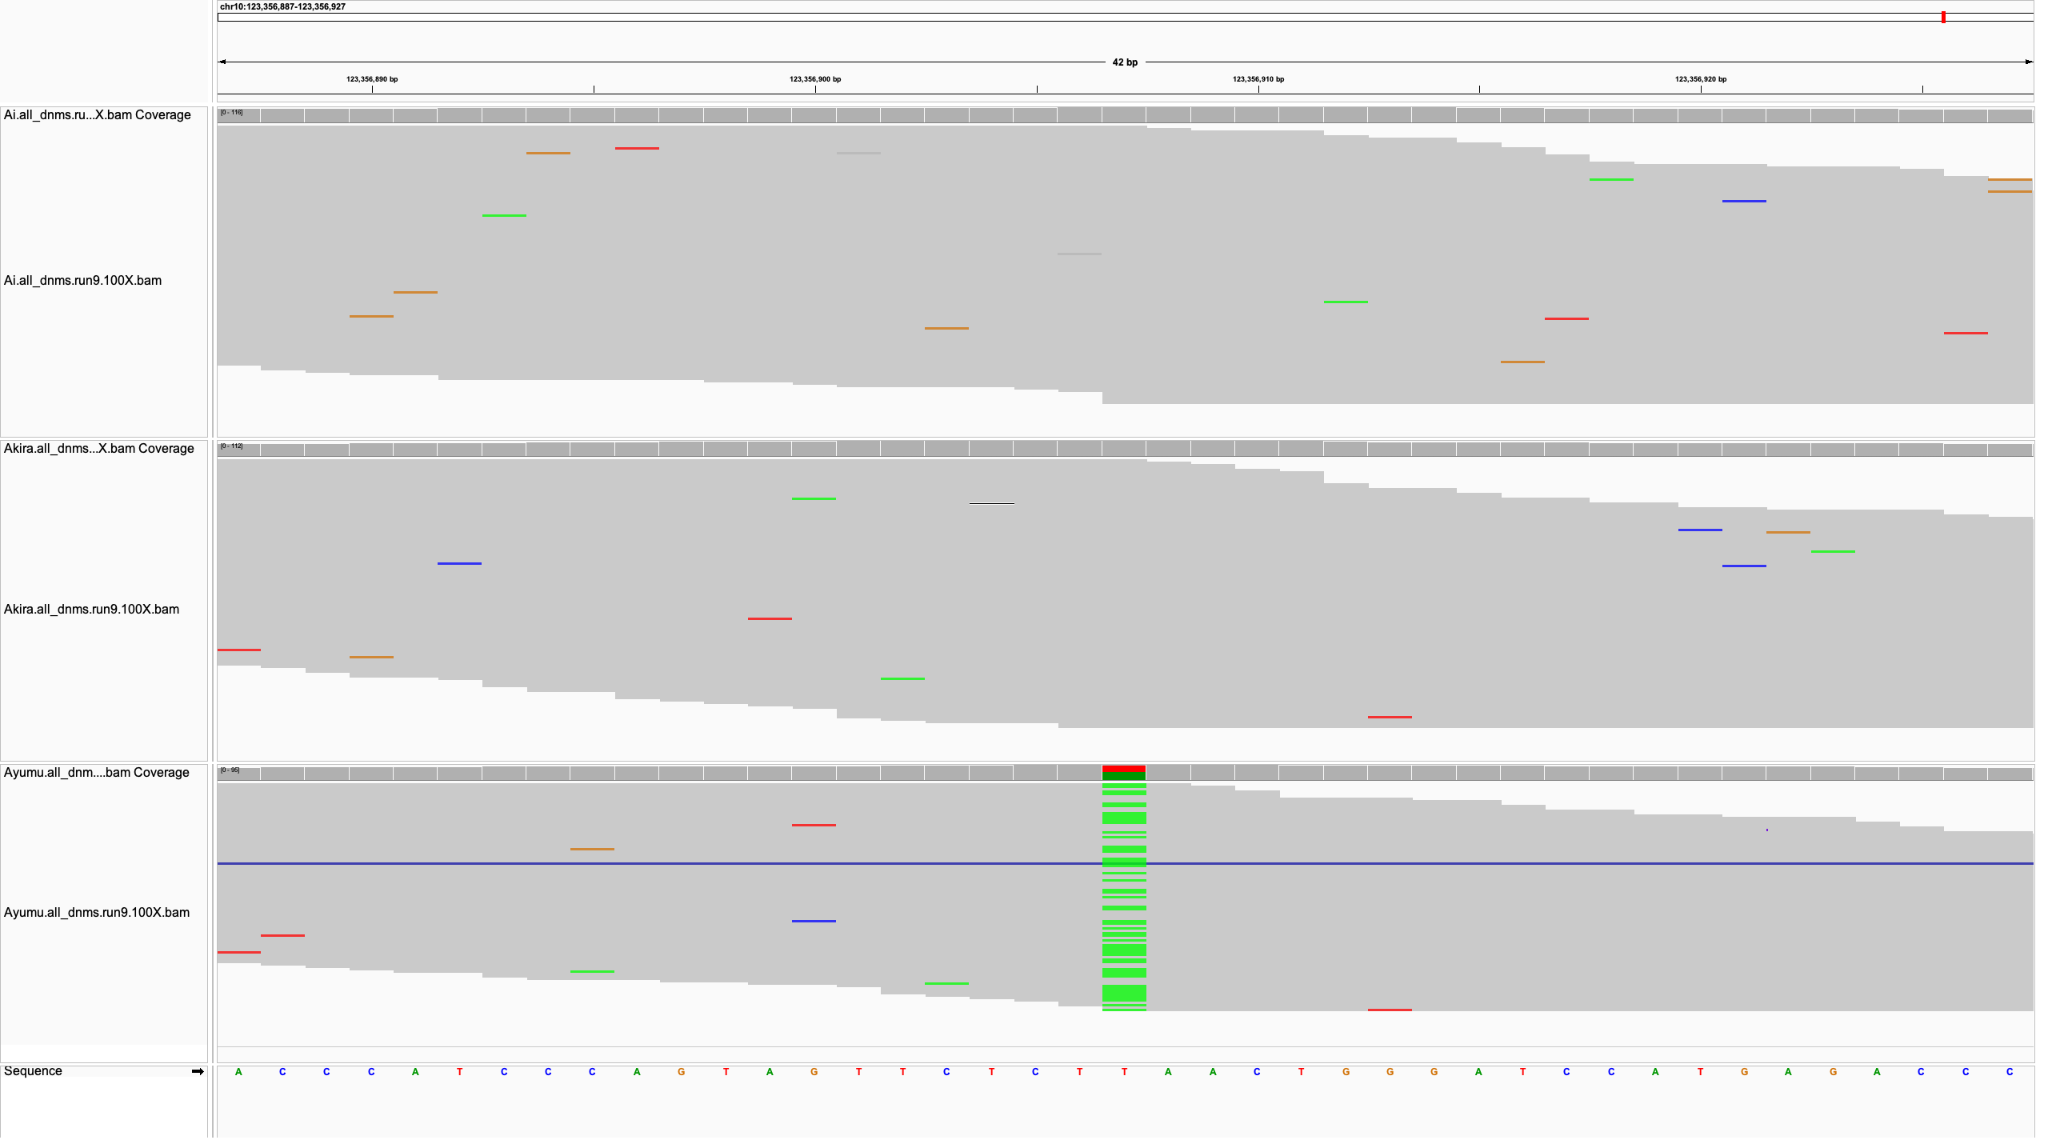 chr10:123,356,887-123,356,927
42 bp
123,356,890 bp 123,356,900 bp 123,356,910 bp 123,356,920 bp
Ai.all_dnms.ru...X.bam Coverage
[0 - 116]
Ai.all_dnms.run9.100X.bam
Akira.all_dnms...X.bam Coverage
[0 - 112]
Akira.all_dnms.run9.100X.bam
Ayumu.all_dnm....bam Coverage
[0 - 95]
Ayumu.all_dnms.run9.100X.bam
Sequence
A C C C A T C C C A G T A G T T C T C T T A A C T G G G A T C C A T G A G A C C C